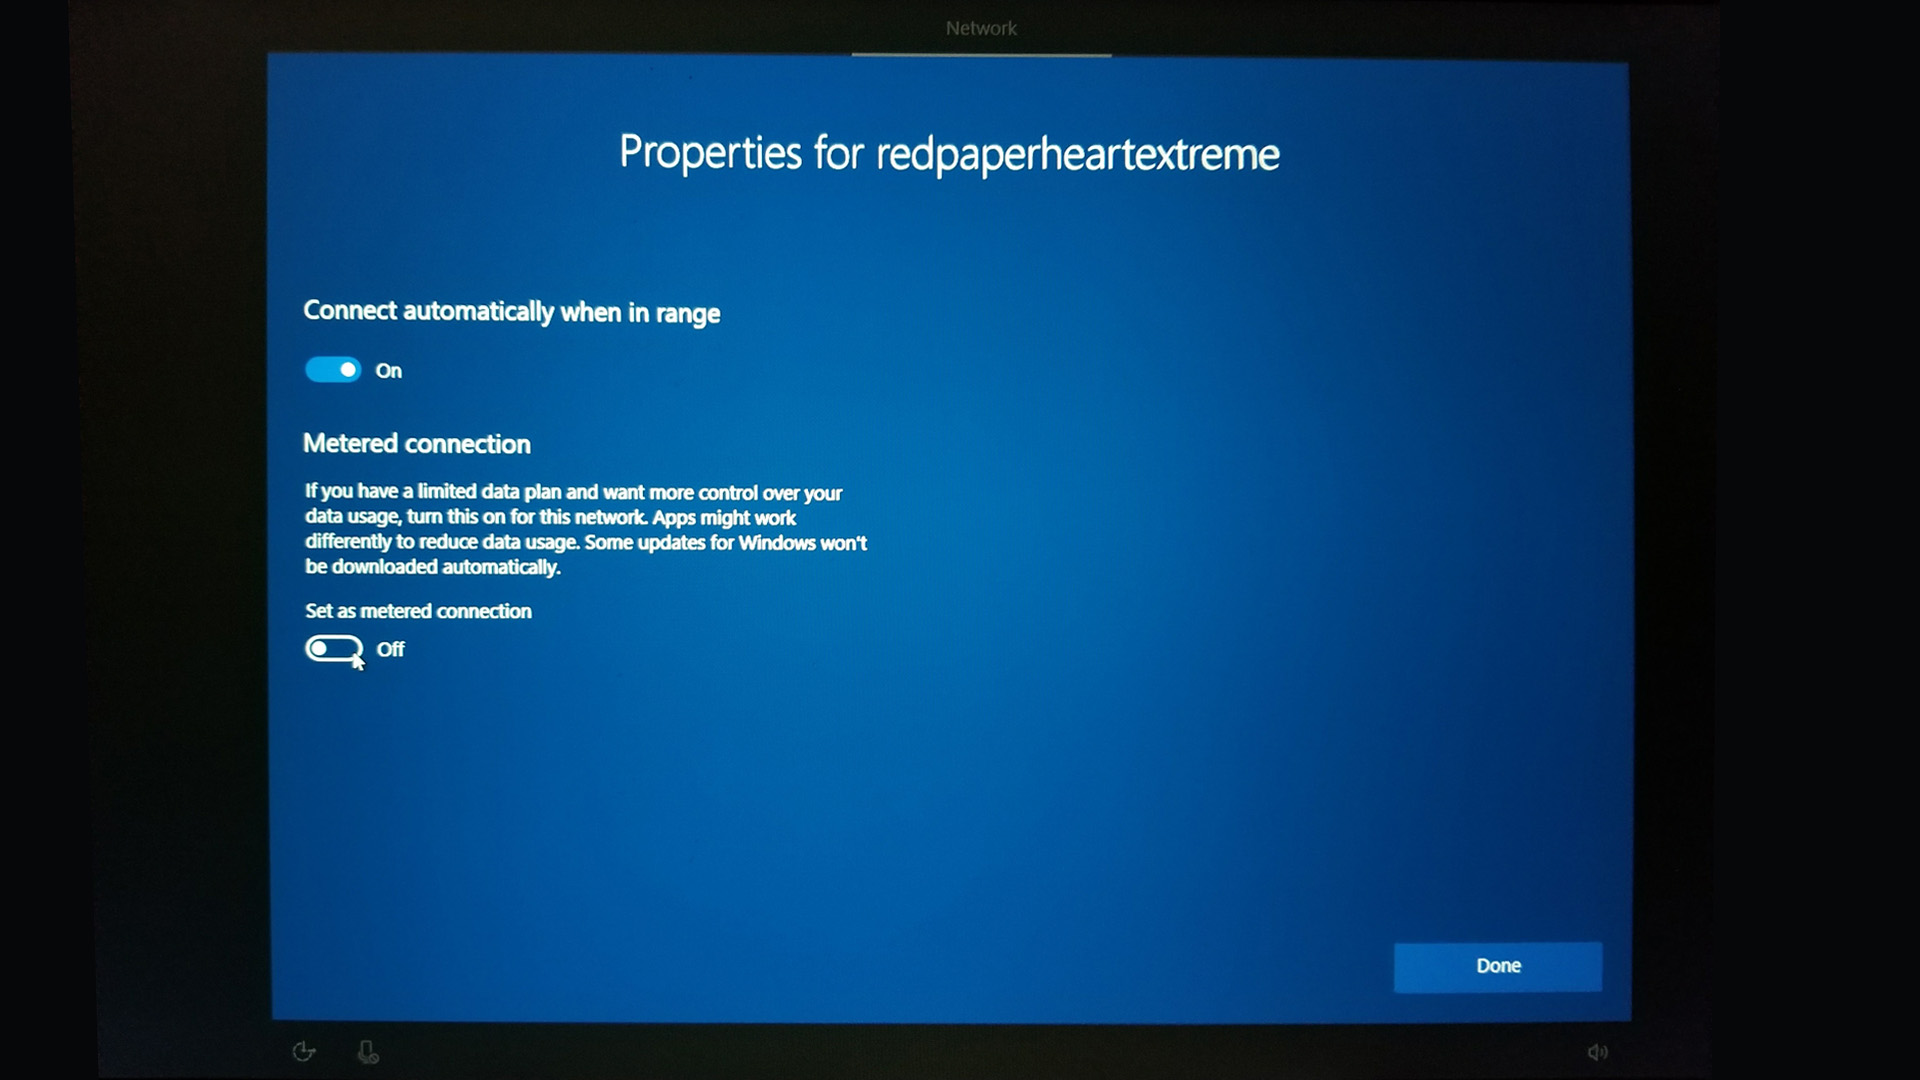 Network
Properties for redpaperheartextreme
Connect automatically when in range
On
Metered connection
If you have a limited data plan and want more control over your
data usage, turn this on for this network. Apps might work
differently to reduce data usage. Some updates for Windows won't
be downloaded automatically.
Set as metered connection
Off
Done